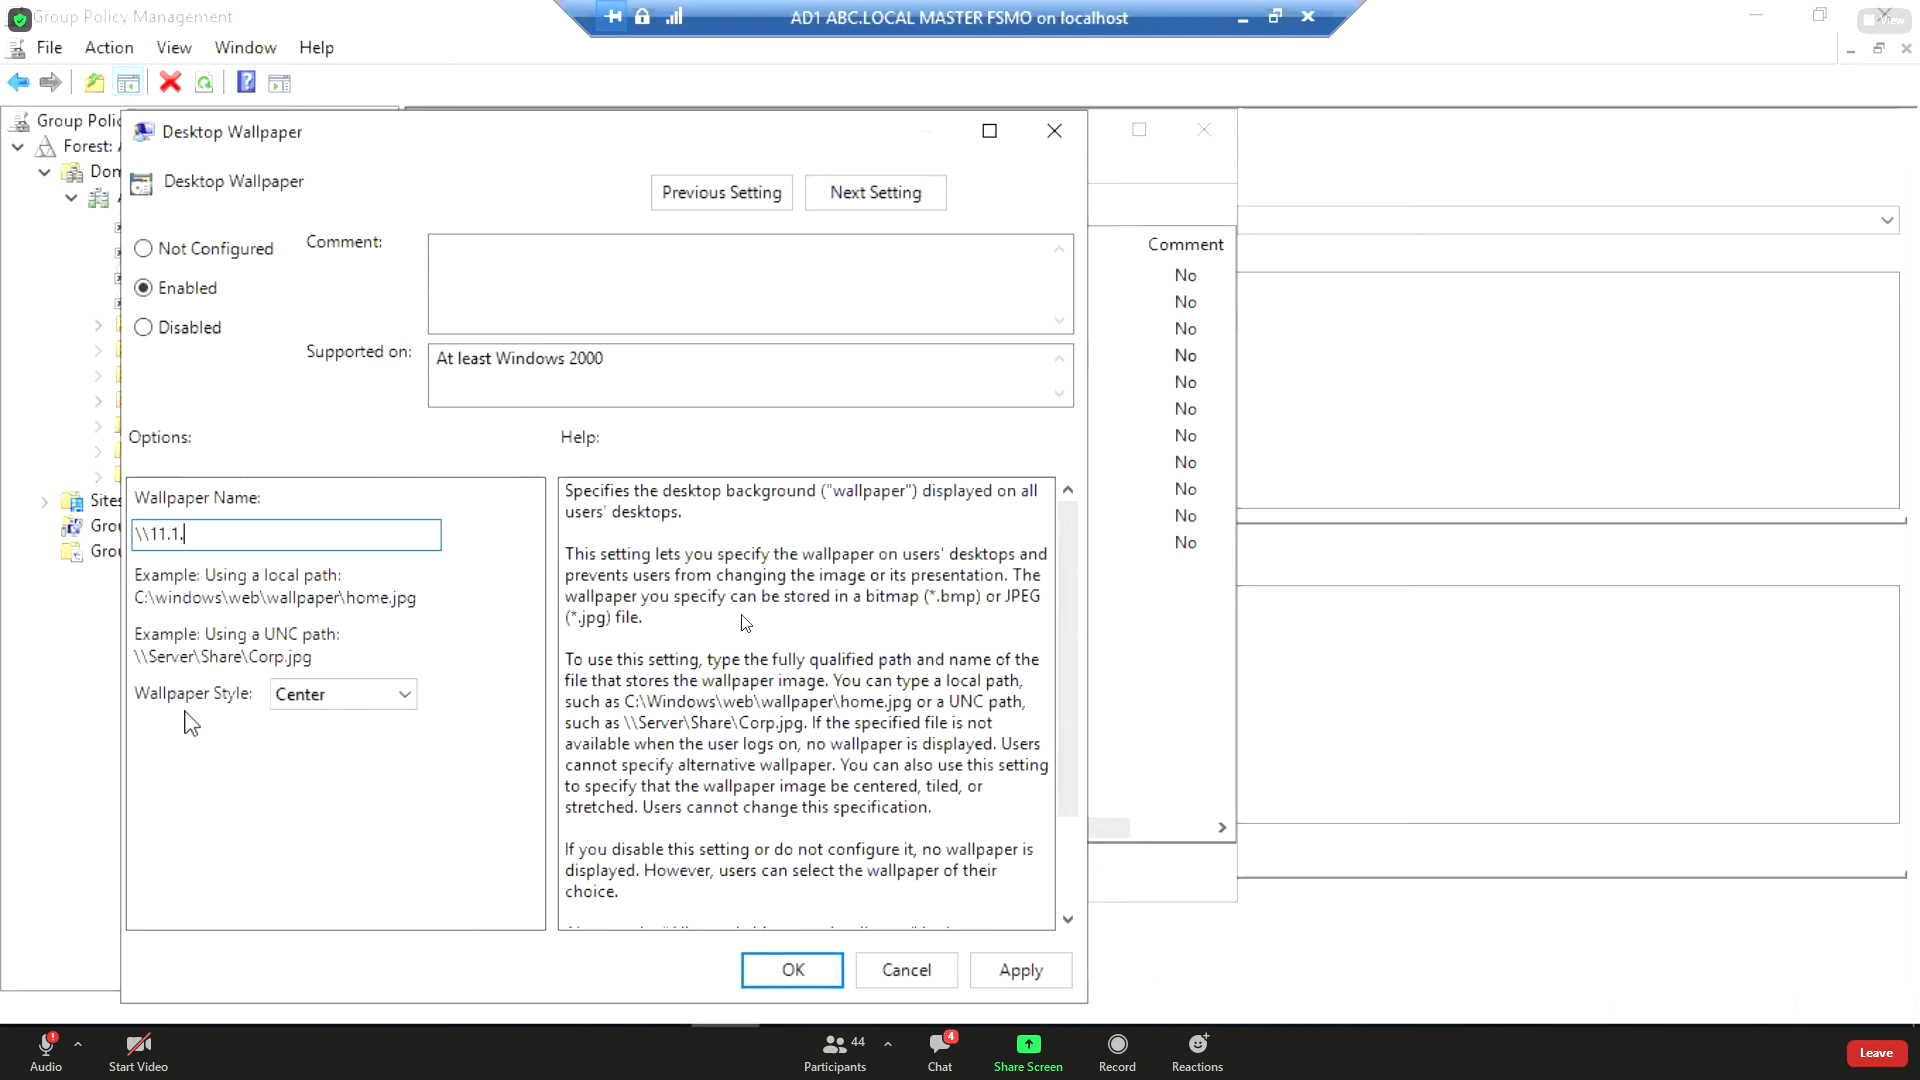 Group Policy Management
AD1 ABC.LOCAL MASTER FSMO on localhost
View
File Action View Window Help
Group Polic
Forest:
Dom
Sites
Grou
Grou
Desktop Wallpaper
Desktop Wallpaper
Previous Setting
Next Setting
Not Configured
Enabled
Disabled
Comment:
Supported on:
At least Windows 2000
Options:
Help:
Wallpaper Name:
\\11.1.
Example: Using a local path:
C:\windows\web\wallpaper\home.jpg
Example: Using a UNC path:
\\Server\Share\Corp.jpg
Wallpaper Style: Center
Specifies the desktop background ("wallpaper") displayed on all
users' desktops.
This setting lets you specify the wallpaper on users' desktops and
prevents users from changing the image or its presentation. The
wallpaper you specify can be stored in a bitmap (*.bmp) or JPEG
(*.jpg) file.
To use this setting, type the fully qualified path and name of the
file that stores the wallpaper image. You can type a local path,
such as C:\Windows\web\wallpaper\home.jpg or a UNC path,
such as \\Server\Share\Corp.jpg. If the specified file is not
available when the user logs on, no wallpaper is displayed. Users
cannot specify alternative wallpaper. You can also use this setting
to specify that the wallpaper image be centered, tiled, or
stretched. Users cannot change this specification.
If you disable this setting or do not configure it, no wallpaper is
displayed. However, users can select the wallpaper of their
choice.
OK
Cancel
Apply
Comment
No
No
No
No
No
No
No
No
No
No
No
Audio
Start Video
44
Participants
4
Chat
Share Screen
Record
Reactions
Leave